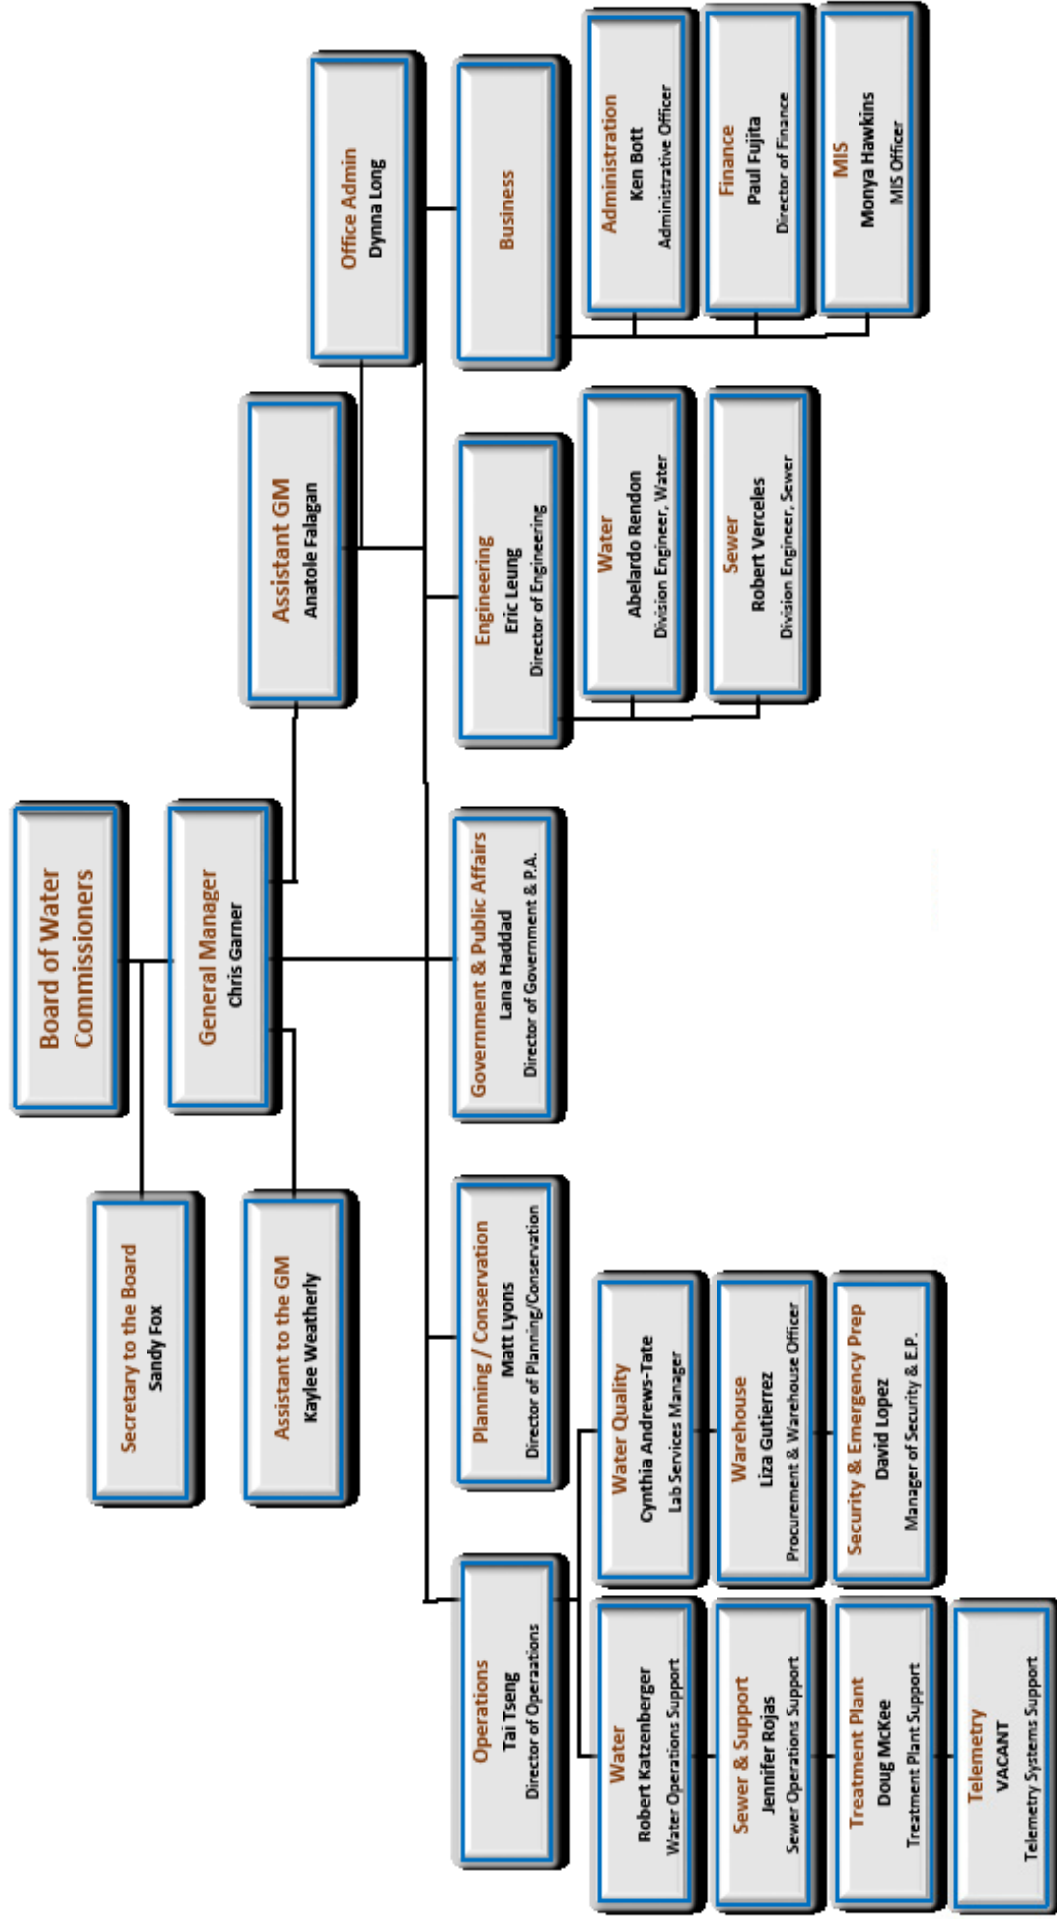 Board of Water
Commissioners
Secretary to the Board
Sandy Fox
General Manager
Chris Garner
Assistant to the GM
Kaylee Weatherly
Assistant GM
Anatole Falagan
Office Admin
Dynna Long
Operations
Tai Tseng
Director of Operaations
Planning / Conservation
Matt Lyons
Director of Planning/Conservation
Government & Public Affairs
Lana Haddad
Director of Government & P.A.
Engineering
Eric Leung
Director of Engineering
Business
Water
Robert Katzenberger
Water Operations Support
Sewer & Support
Jennifer Rojas
Sewer Operations Support
Treatment Plant
Doug McKee
Treatment Plant Support
Telemetry
VACANT
Telemetry Systems Support
Water Quality
Cynthia Andrews-Tate
Lab Services Manager
Warehouse
Liza Gutierrez
Procurement & Warehouse Officer
Security & Emergency Prep
David Lopez
Manager of Security & E.P.
Water
Abelardo Rendon
Division Engineer, Water
Sewer
Robert Verceles
Division Engineer, Sewer
Administration
Ken Bott
Administrative Officer
Finance
Paul Fujita
Director of Finance
MIS
Monya Hawkins
MIS Officer